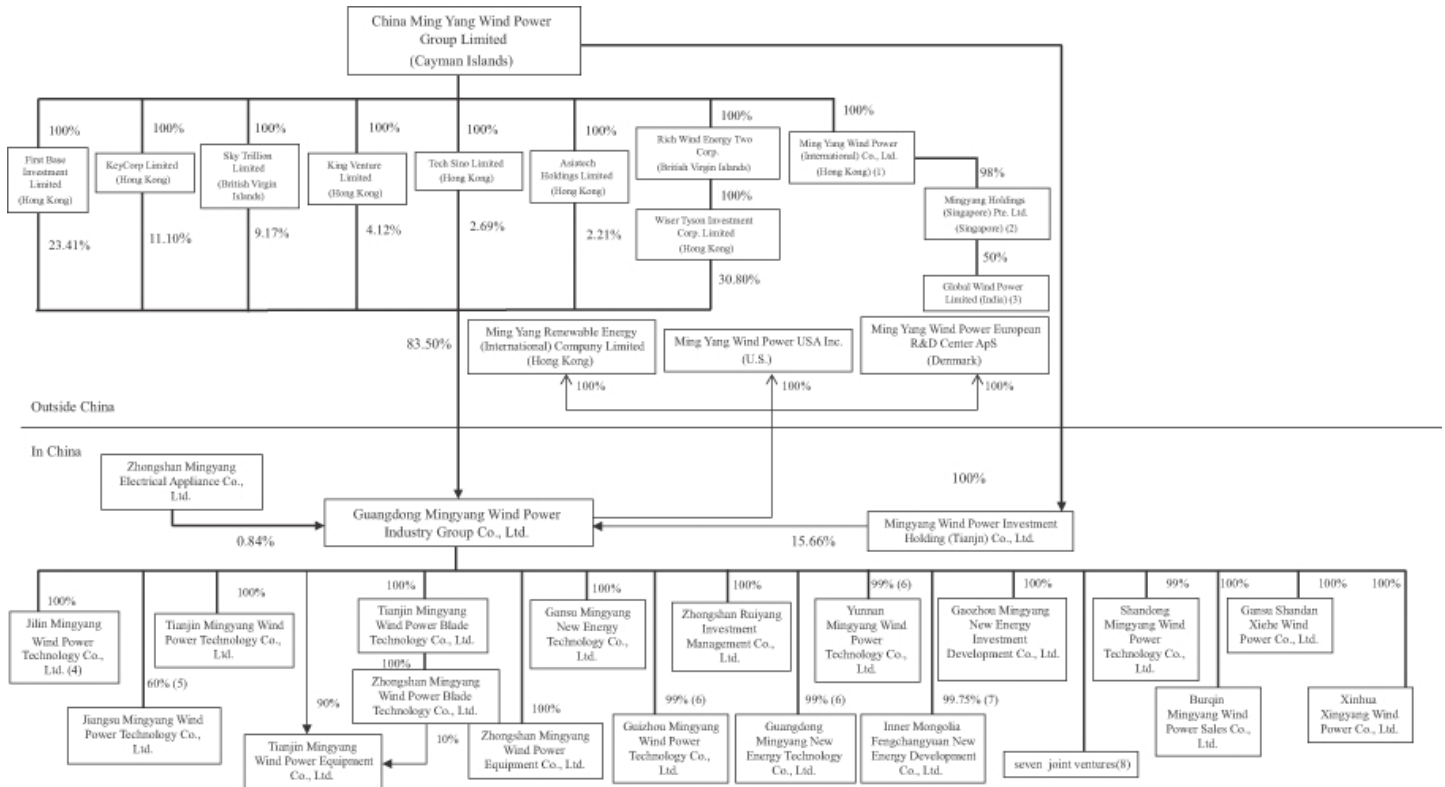 China Ming Yang Wind Power
Group Limited
(Cayman Islands)
100%
100%
100%
100%
100%
100%
100%
100%
First Base
Investment
Limited
(Hong Kong)
KeyCorp Limited
(Hong Kong)
Sky Trillion
Limited
(British Virgin
Islands)
King Venture
Limited
(Hong Kong)
Tech Sino Limited
(Hong Kong)
Asiatech
Holdings Limited
(Hong Kong)
Rich Wind Energy Two
Corp.
(British Virgin Islands)
Ming Yang Wind Power
(International) Co., Ltd.
(Hong Kong) (1)
100%
98%
Wiser Tyson Investment
Corp. Limited
(Hong Kong)
Mingyang Holdings
(Singapore) Pte. Ltd.
(Singapore) (2)
23.41%
11.10%
9.17%
4.12%
2.69%
2.21%
30.80%
50%
Global Wind Power
Limited (India) (3)
83.50%
Ming Yang Renewable Energy
(International) Company Limited
(Hong Kong)
Ming Yang Wind Power USA Inc.
(U.S.)
Ming Yang Wind Power European
R&D Center ApS
(Denmark)
100%
100%
100%
Outside China
In China
Zhongshan Mingyang
Electrical Appliance Co.,
Ltd.
100%
Guangdong Mingyang Wind Power
Industry Group Co., Ltd.
Mingyang Wind Power Investment
Holding (Tianjin) Co., Ltd.
0.84%
15.66%
100%
100%
100%
100%
100%
99% (6)
100%
99%
100%
100%
100%
Jilin Mingyang
Wind Power
Technology Co.,
Ltd. (4)
Tianjin Mingyang Wind
Power Technology Co.,
Ltd.
Tianjin Mingyang
Wind Power Blade
Technology Co., Ltd.
Gansu Mingyang
New Energy
Technology Co.,
Ltd.
Zhongshan Ruiyang
Investment
Management Co.,
Ltd.
Yunnan
Mingyang Wind
Power
Technology Co.,
Ltd.
Gaozhou Mingyang
New Energy
Investment
Development Co., Ltd.
Shandong
Mingyang Wind
Power
Technology Co.,
Ltd.
Gansu Shandan
Xiehe Wind
Power Co., Ltd.
60% (5)
100%
Zhongshan Mingyang
Wind Power Blade
Technology Co., Ltd.
90%
10%
100%
99% (6)
99% (6)
99.75% (7)
Jiangsu Mingyang Wind
Power Technology Co.,
Ltd.
Tianjin Mingyang
Wind Power Equipment
Co., Ltd.
Zhongshan Mingyang
Wind Power
Equipment Co., Ltd.
Guizhou Mingyang
Wind Power
Technology Co.,
Ltd.
Guangdong
Mingyang New
Energy Technology
Co., Ltd.
Inner Mongolia
Fengchangyuan New
Energy Development
Co., Ltd.
seven joint ventures(8)
Burqin
Mingyang Wind
Power Sales Co.,
Ltd.
Xinhua
Xingyang Wind
Power Co., Ltd.